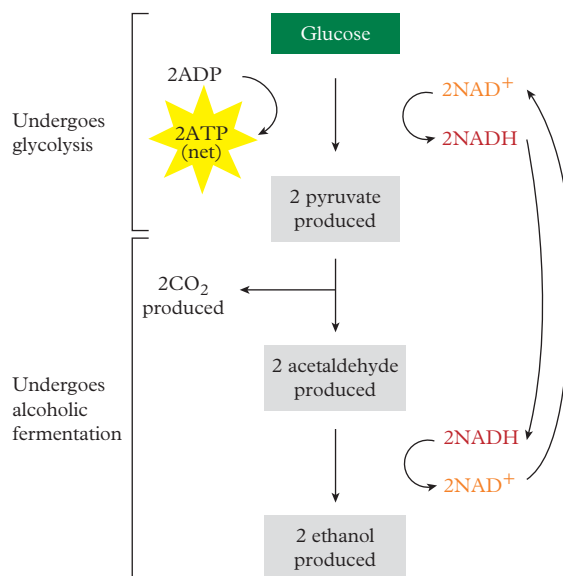 Glucose
2ADP
2NAD⁺
Undergoes
glycolysis
2ATP
(net)
2NADH
2 pyruvate
produced
2CO₂
produced
2 acetaldehyde
produced
Undergoes
alcoholic
fermentation
2NADH
2NAD⁺
2 ethanol
produced